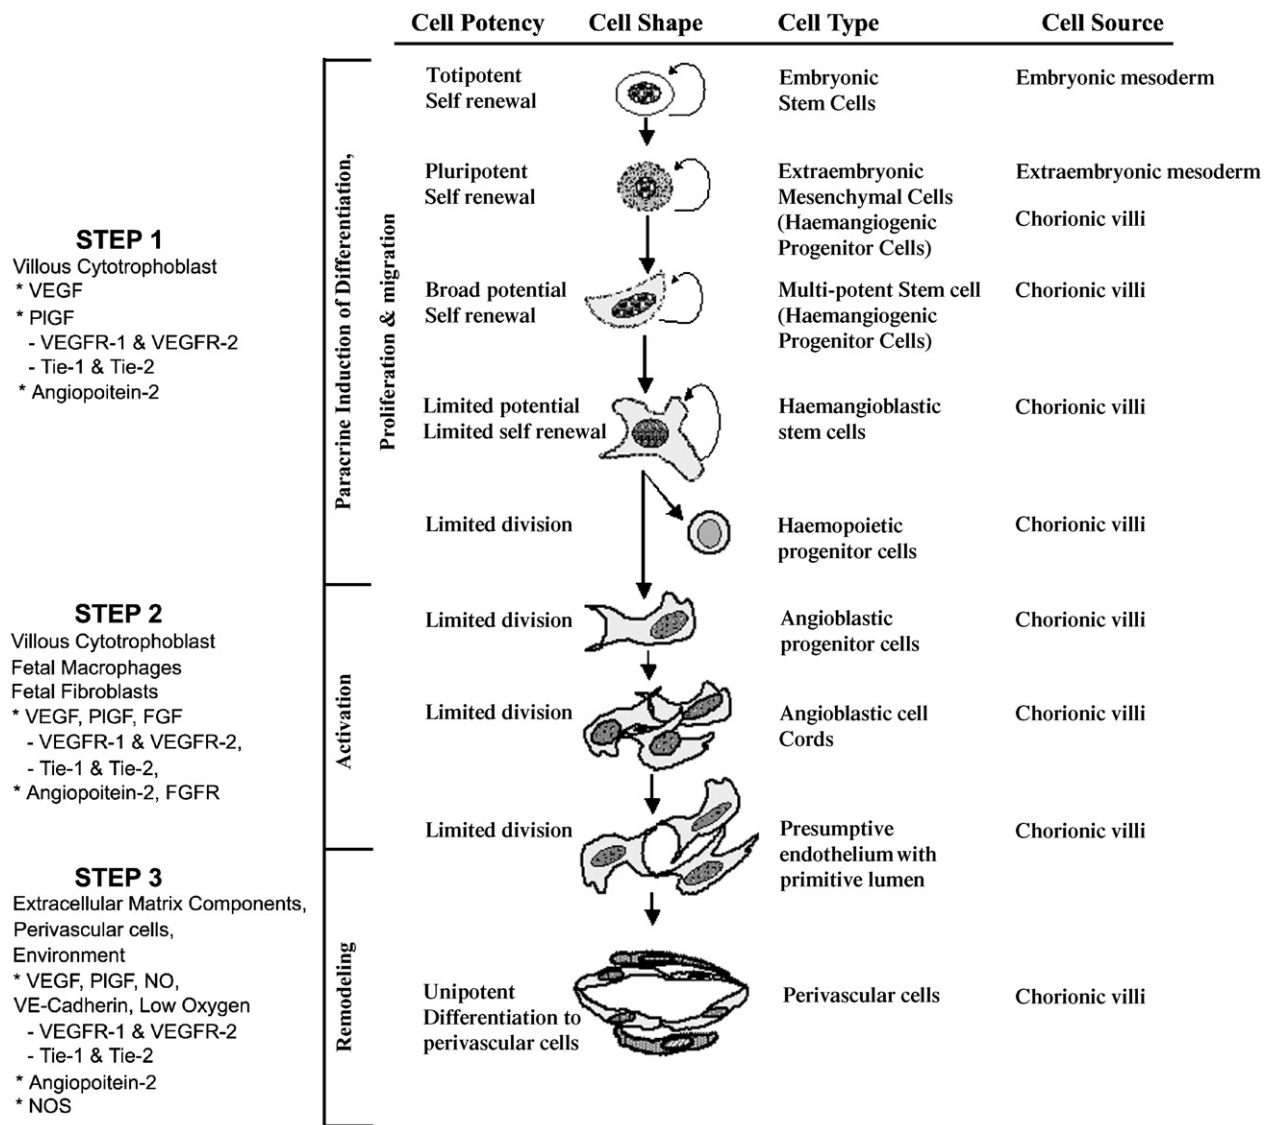 Cell Potency Cell Shape Cell Type Cell Source
STEP 1
Villous Cytotrophoblast
* VEGF
* PIGF
- VEGFR-1 & VEGFR-2
- Tie-1 & Tie-2
* Angiopoitein-2
STEP 2
Villous Cytotrophoblast
Fetal Macrophages
Fetal Fibroblasts
* VEGF, PIGF, FGF
- VEGFR-1 & VEGFR-2,
- Tie-1 & Tie-2,
* Angiopoitein-2, FGFR
STEP 3
Extracellular Matrix Components,
Perivascular cells,
Environment
* VEGF, PIGF, NO,
VE-Cadherin, Low Oxygen
- VEGFR-1 & VEGFR-2
- Tie-1 & Tie-2
* Angiopoitein-2
* NOS
Paracrine Induction of Differentiation,
Proliferation & migration
Activation
Remodeling
Totipotent
Self renewal
Embryonic
Stem Cells
Embryonic mesoderm
Pluripotent
Self renewal
Extraembryonic
Mesenchymal Cells
(Haemangiogenic
Progenitor Cells)
Extraembryonic mesoderm
Chorionic villi
Broad potential
Self renewal
Multi-potent Stem cell
(Haemangiogenic
Progenitor Cells)
Chorionic villi
Limited potential
Limited self renewal
Haemangioblastic
stem cells
Chorionic villi
Limited division
Haemopoietic
progenitor cells
Chorionic villi
Limited division
Angioblastic
progenitor cells
Chorionic villi
Limited division
Angioblastic cell
Cords
Chorionic villi
Limited division
Presumptive
endothelium with
primitive lumen
Chorionic villi
Unipotent
Differentiation to
perivascular cells
Perivascular cells
Chorionic villi